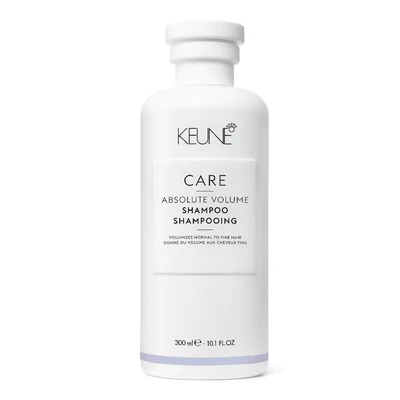 KEUNE
CARE
ABSOLUTE VOLUME
SHAMPOO
SHAMPOOING
VOLUMIZES NORMAL TO FINE HAIR
DONNE DU VOLUME AUX CHEVEUX FINS
300 ml ℮ - 10.1 FL.OZ